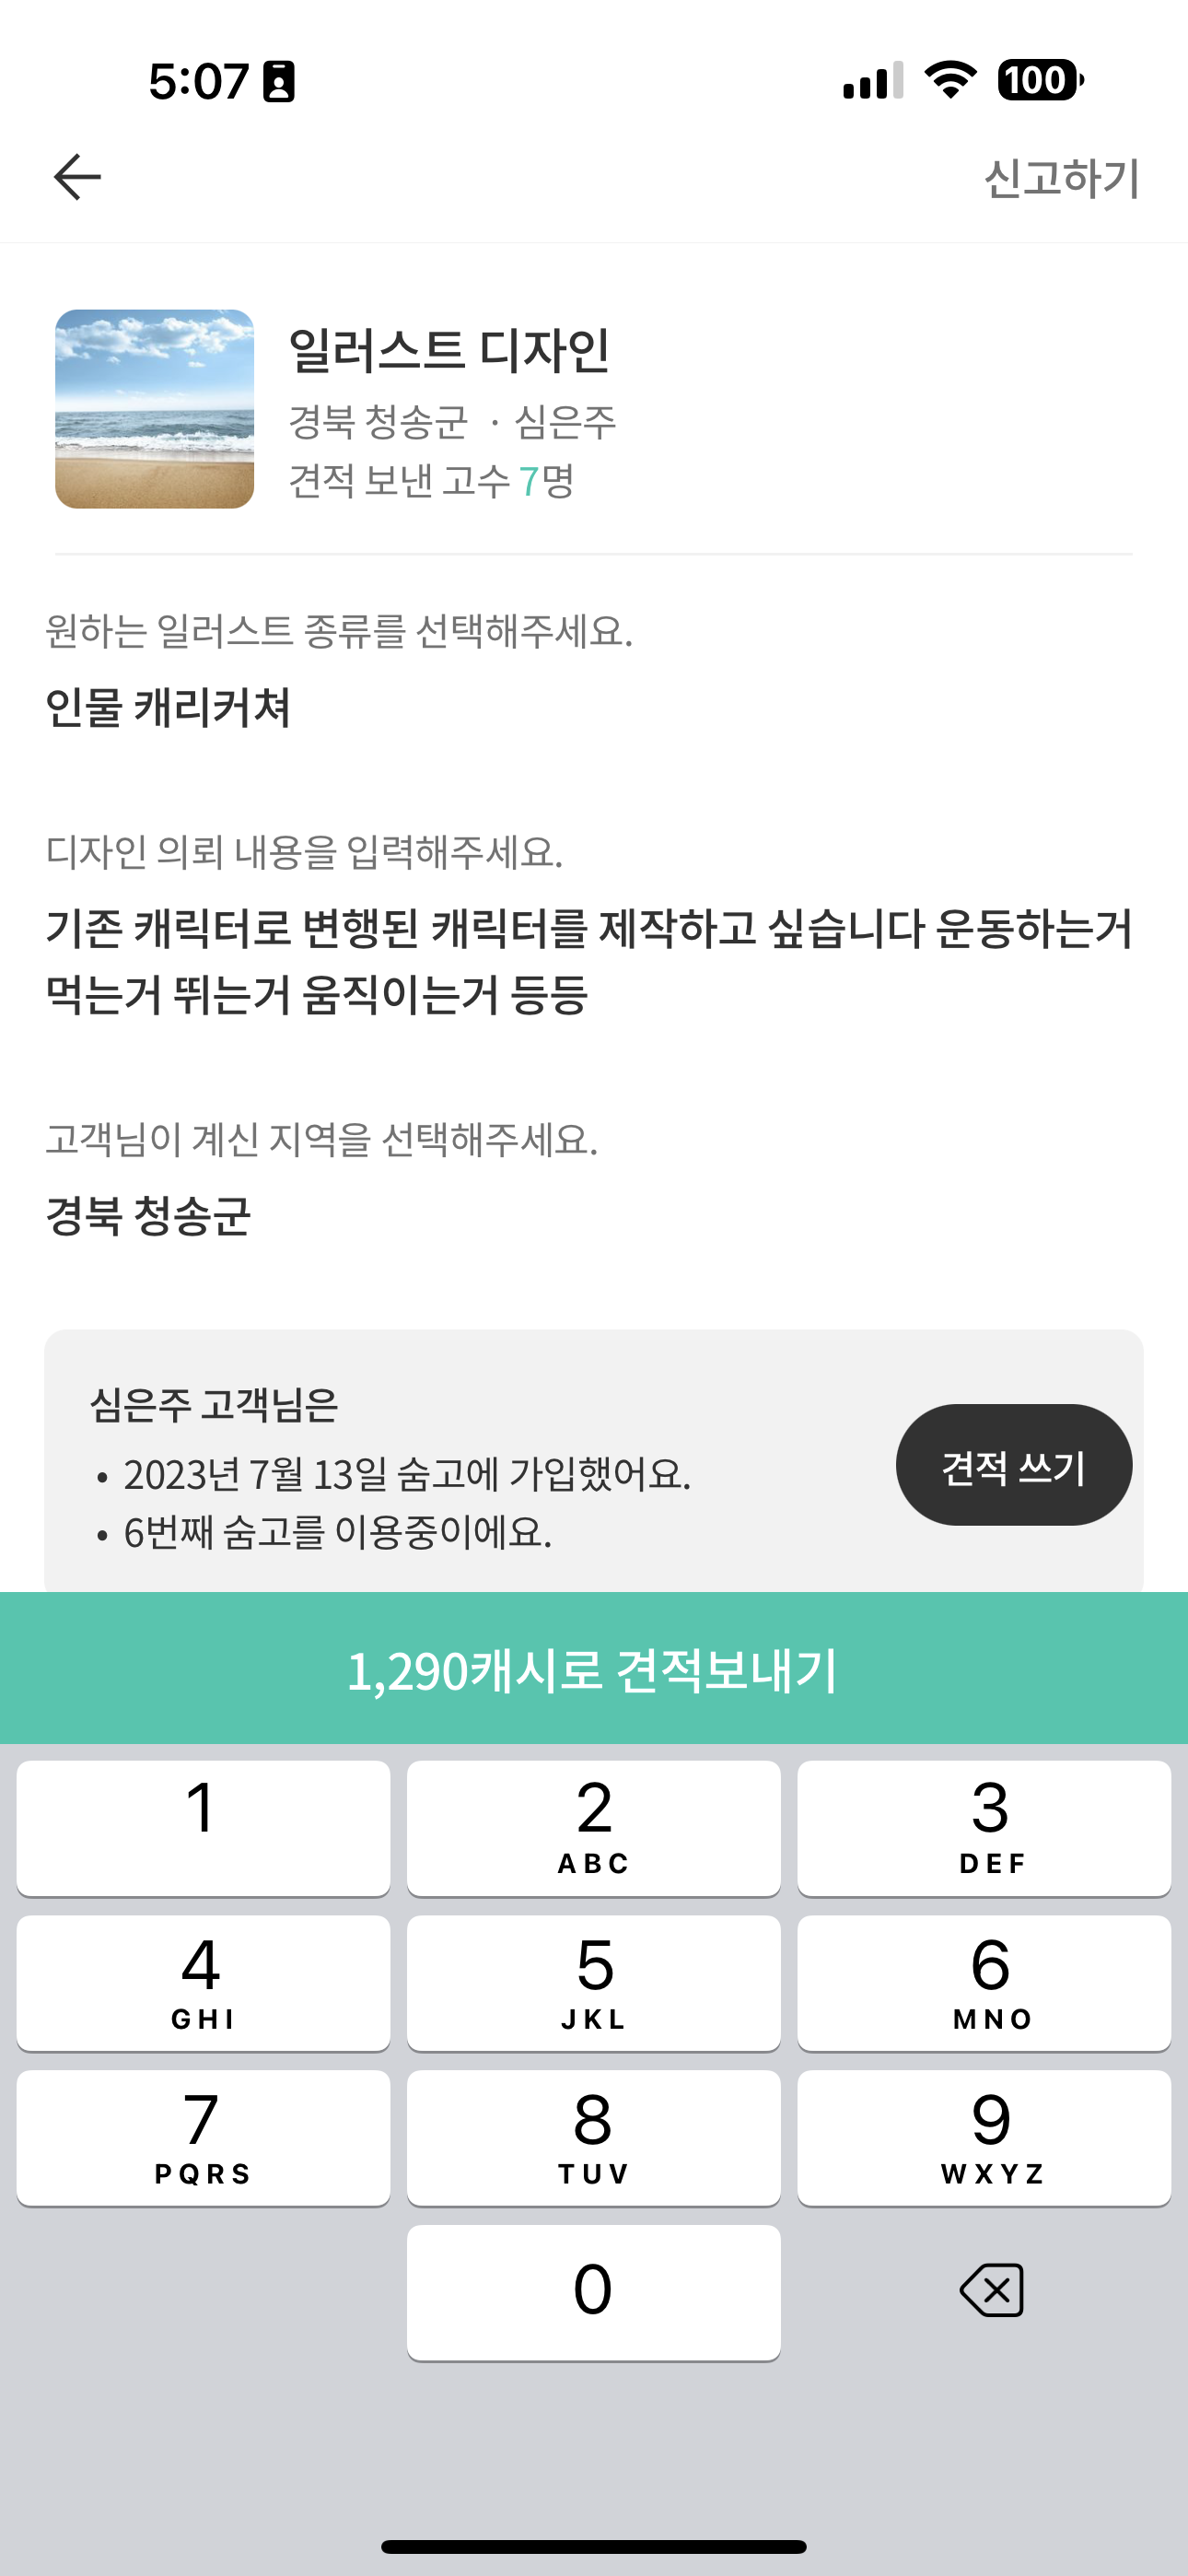 5:07
100
신고하기
일러스트 디자인
경북 청송군 · 심은주
견적 보낸 고수 7명
원하는 일러스트 종류를 선택해주세요.
인물 캐리커쳐
디자인 의뢰 내용을 입력해주세요.
기존 캐릭터로 변행된 캐릭터를 제작하고 싶습니다 운동하는거
먹는거 뛰는거 움직이는거 등등
고객님이 계신 지역을 선택해주세요.
경북 청송군
심은주 고객님은
• 2023년 7월 13일 숨고에 가입했어요.
견적 쓰기
• 6번째 숨고를 이용중이에요.
1,290캐시로 견적보내기
1 2 3
ABC DEF
4 5 6
GHI JKL MNO
7 8 9
PQRS TUV WXYZ
0